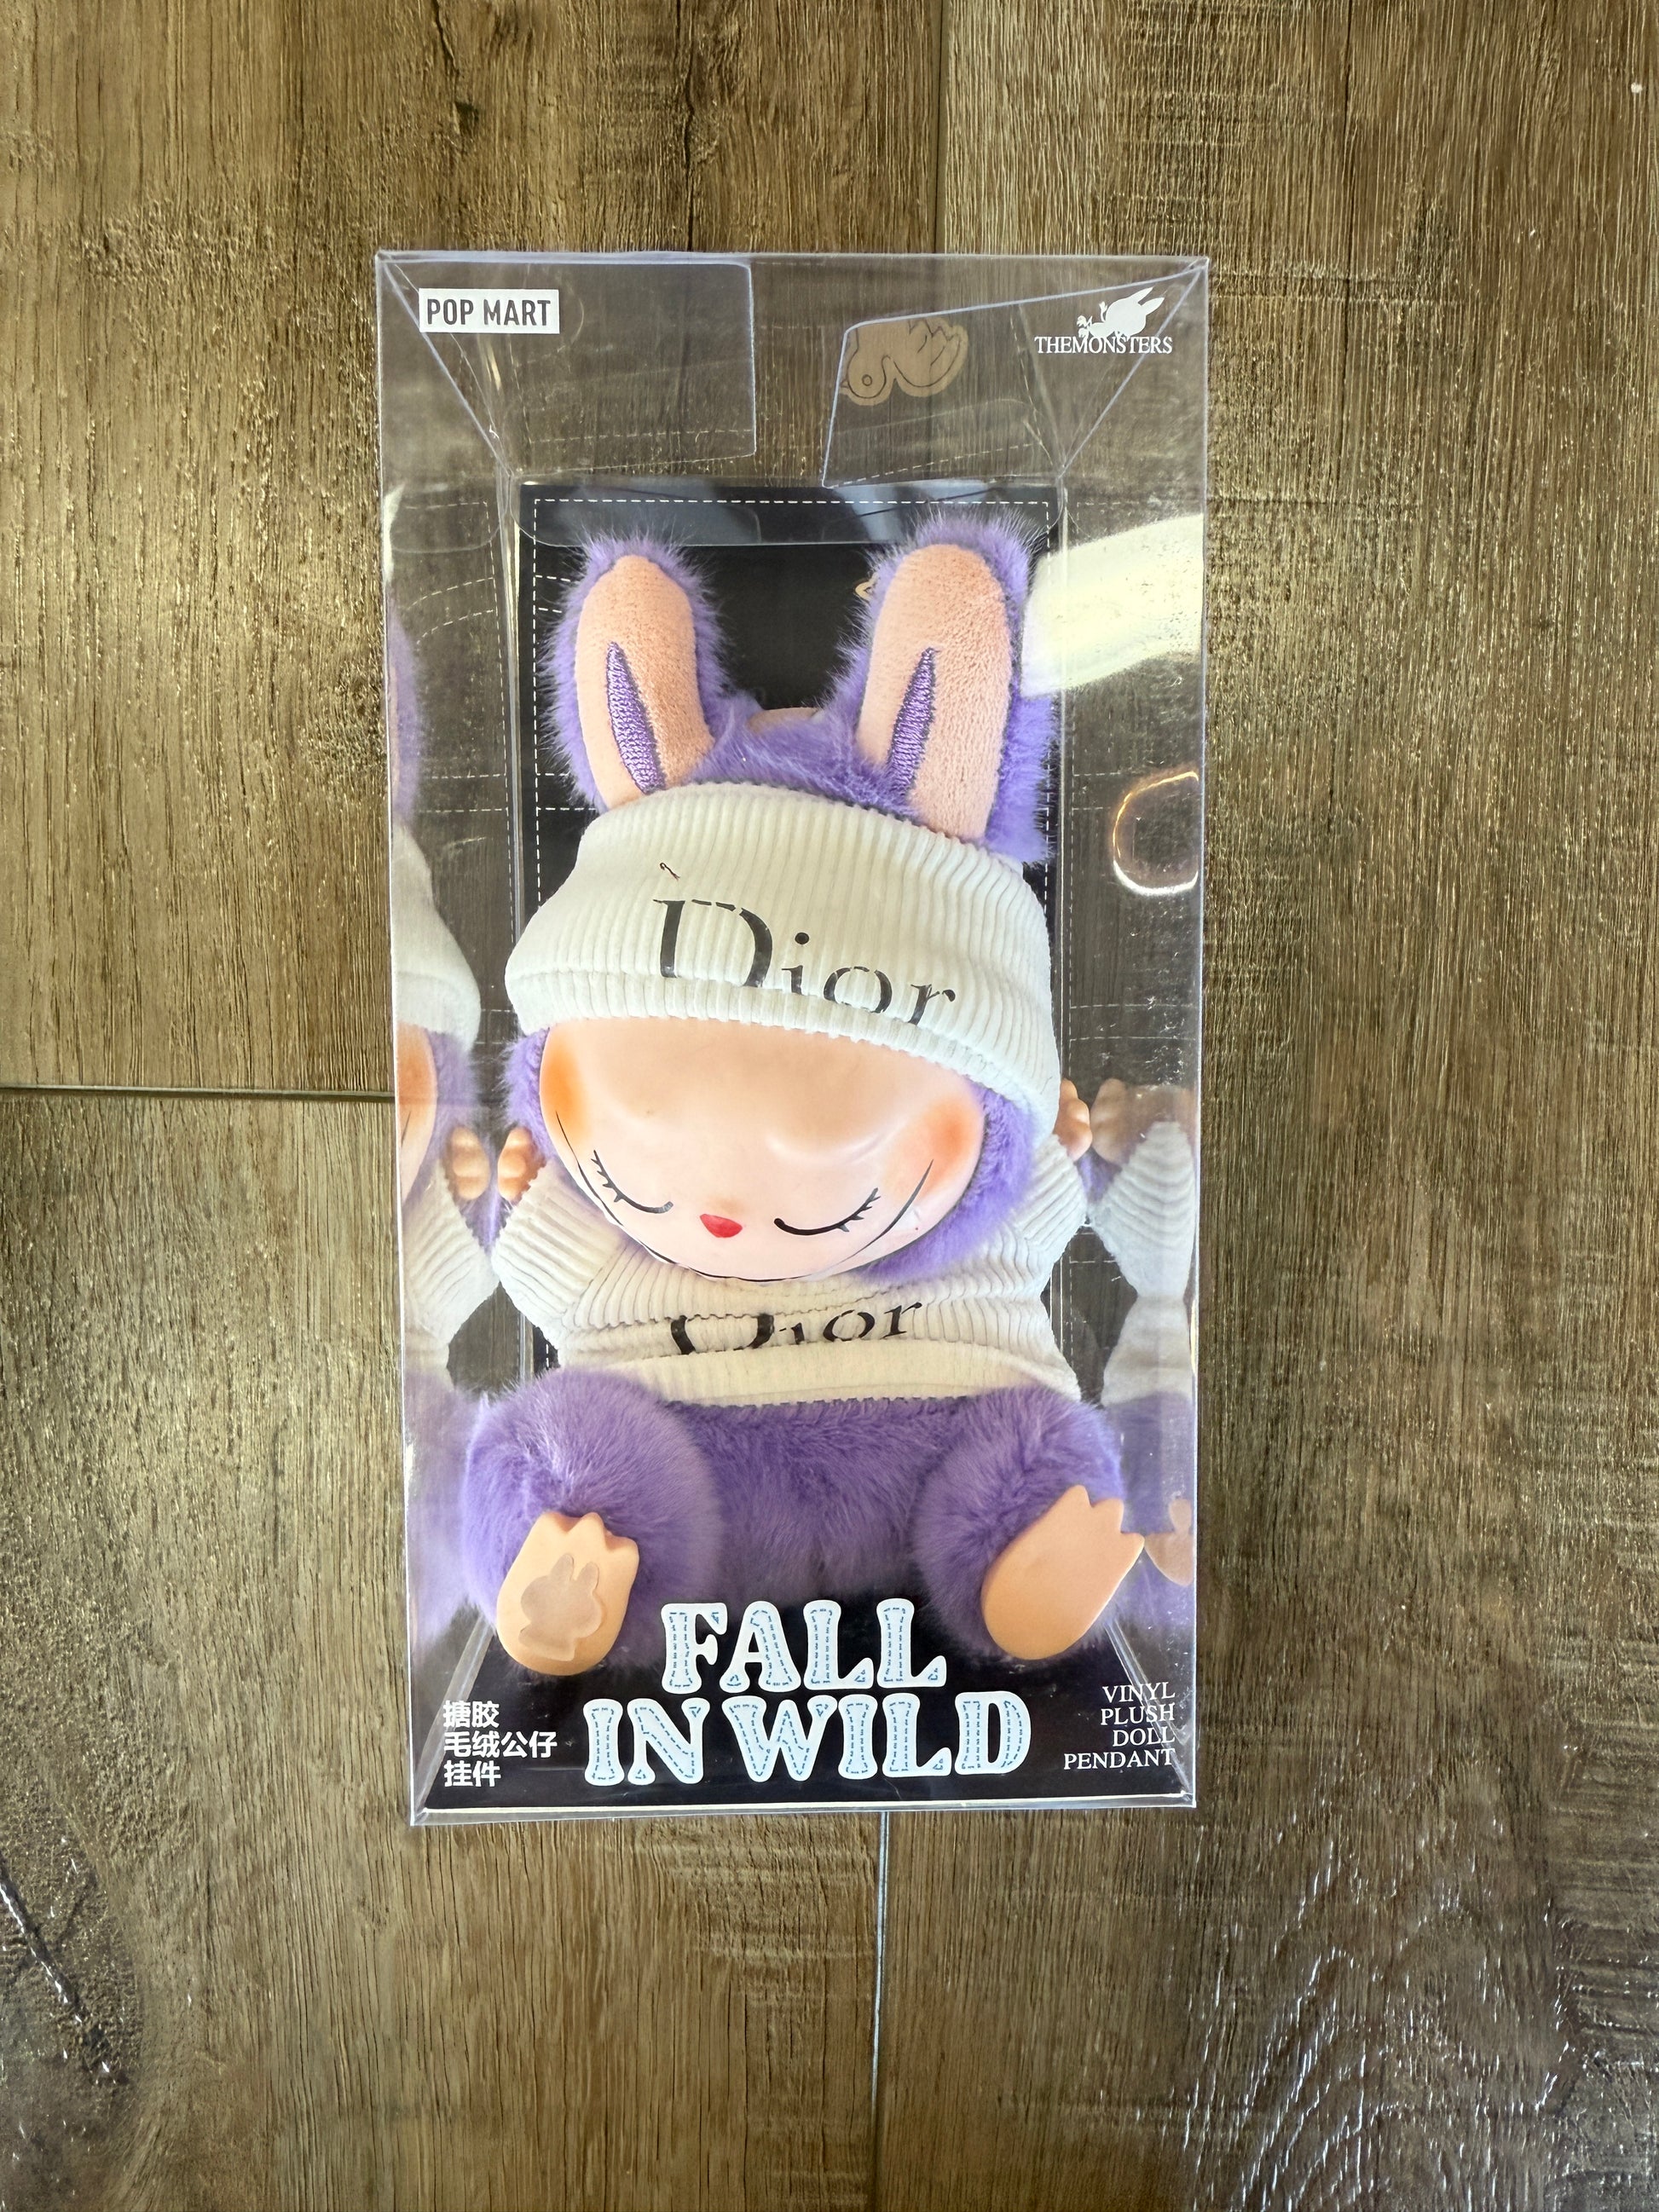 POP MART
THEMONSTERS
Dior
Dior
FALL
IN WILD
搪胶
毛绒公仔
挂件
VINYL
PLUSH
DOLL
PENDANT